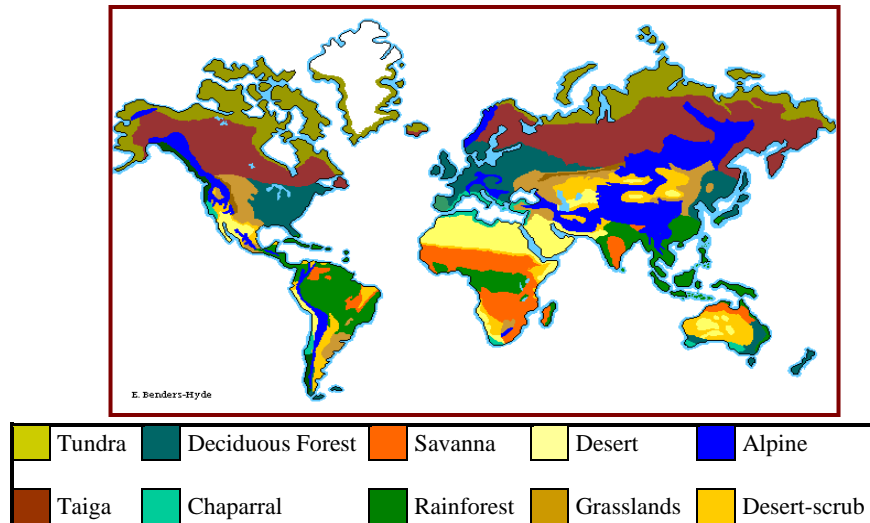 E. Benders-Hyde
Tundra Deciduous Forest Savanna Desert Alpine
Taiga Chaparral Rainforest Grasslands Desert-scrub